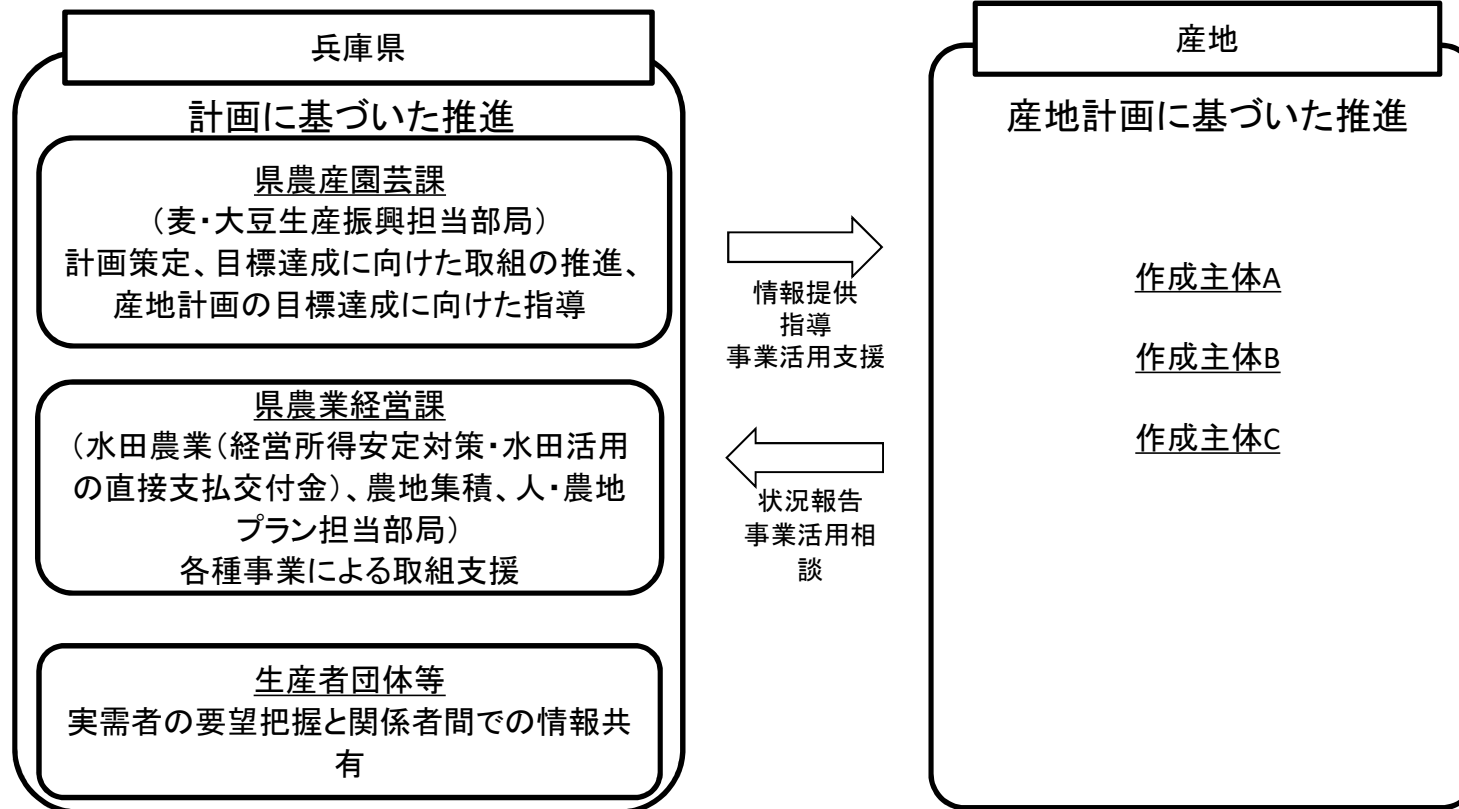 兵庫県
計画に基づいた推進
県農産園芸課
（麦・大豆生産振興担当部局）
計画策定、目標達成に向けた取組の推進、
産地計画の目標達成に向けた指導
県農業経営課
（水田農業（経営所得安定対策・水田活用
の直接支払交付金）、農地集積、人・農地
プラン担当部局）
各種事業による取組支援
生産者団体等
実需者の要望把握と関係者間での情報共
有
情報提供
指導
事業活用支援
状況報告
事業活用相
談
産地
産地計画に基づいた推進
作成主体A
作成主体B
作成主体C